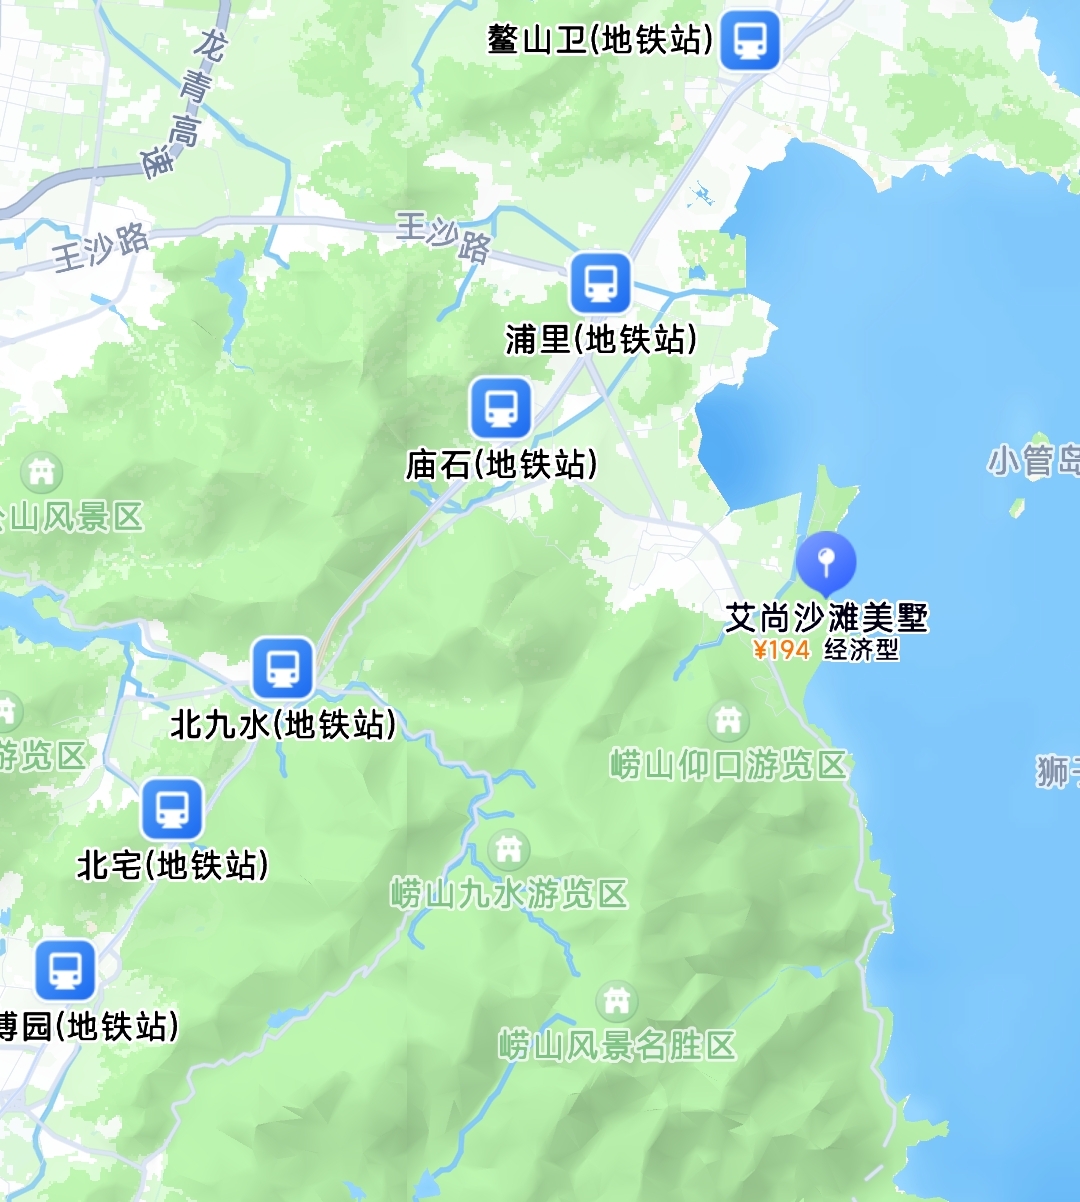 鳌山卫(地铁站)
龙青高速
王沙路
王沙路
浦里(地铁站)
庙石(地铁站)
小管岛
山风景区
艾尚沙滩美墅
¥194 经济型
北九水(地铁站)
游览区
崂山仰口游览区
狮子
北宅(地铁站)
崂山九水游览区
博园(地铁站)
崂山风景名胜区